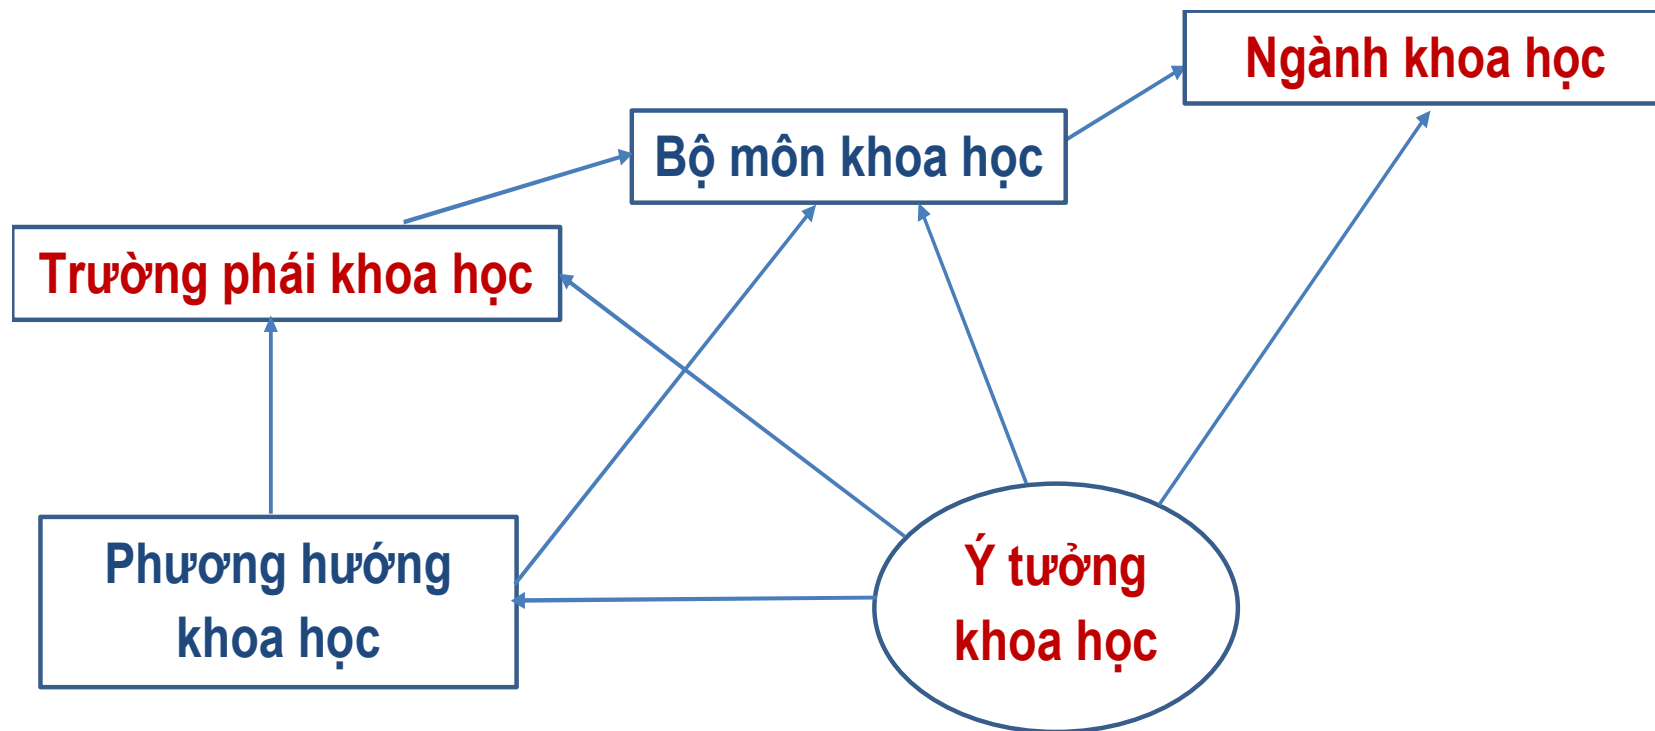 Ngành khoa học
Bộ môn khoa học
Trường phái khoa học
Phương hướng
khoa học
Ý tưởng
khoa học